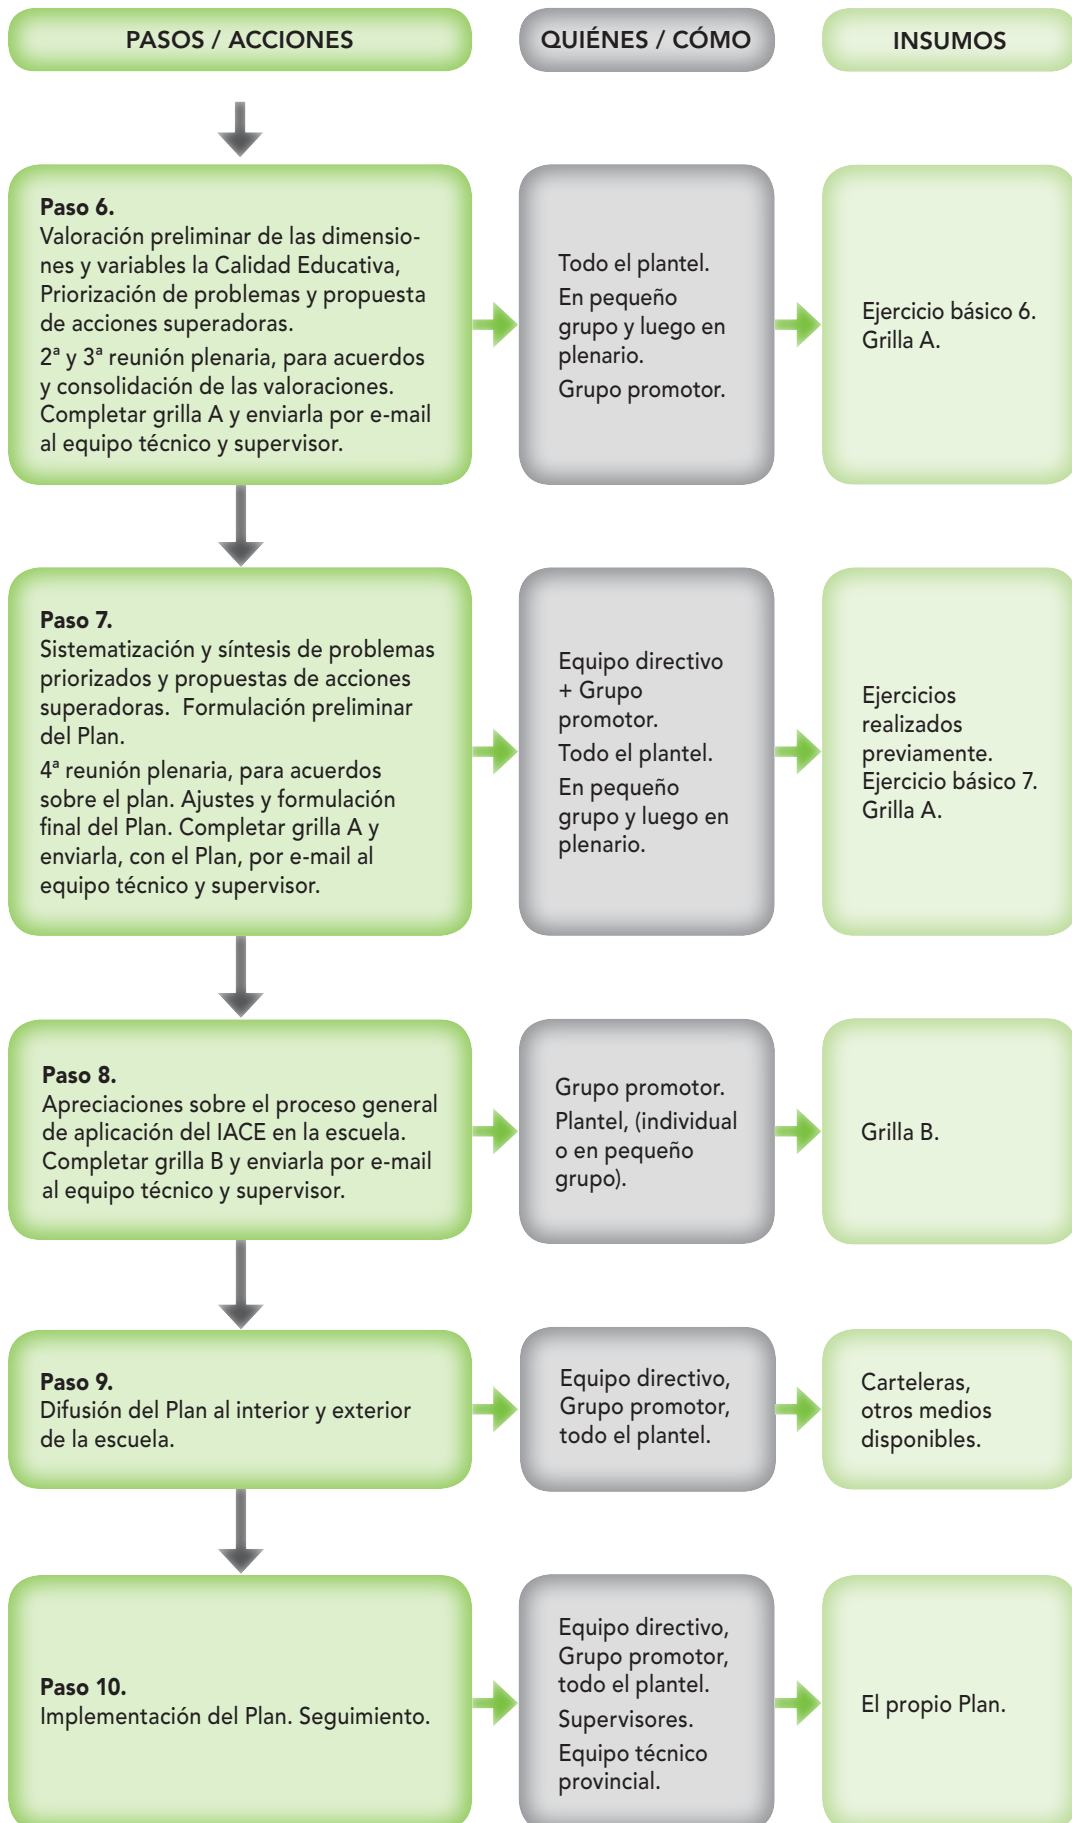 PASOS / ACCIONES
QUIÉNES / CÓMO
INSUMOS
Paso 6.
Valoración preliminar de las dimensio-
nes y variables la Calidad Educativa,
Priorización de problemas y propuesta
de acciones superadoras.
2ª y 3ª reunión plenaria, para acuerdos
y consolidación de las valoraciones.
Completar grilla A y enviarla por e-mail
al equipo técnico y supervisor.
Todo el plantel.
En pequeño
grupo y luego en
plenario.
Grupo promotor.
Ejercicio básico 6.
Grilla A.
Paso 7.
Sistematización y síntesis de problemas
priorizados y propuestas de acciones
superadoras.  Formulación preliminar
del Plan.
4ª reunión plenaria, para acuerdos
sobre el plan. Ajustes y formulación
final del Plan. Completar grilla A y
enviarla, con el Plan, por e-mail al
equipo técnico y supervisor.
Equipo directivo
+ Grupo
promotor.
Todo el plantel.
En pequeño
grupo y luego en
plenario.
Ejercicios
realizados
previamente.
Ejercicio básico 7.
Grilla A.
Paso 8.
Apreciaciones sobre el proceso general
de aplicación del IACE en la escuela.
Completar grilla B y enviarla por e-mail
al equipo técnico y supervisor.
Grupo promotor.
Plantel, (individual
o en pequeño
grupo).
Grilla B.
Paso 9.
Difusión del Plan al interior y exterior
de la escuela.
Equipo directivo,
Grupo promotor,
todo el plantel.
Carteleras,
otros medios
disponibles.
Paso 10.
Implementación del Plan. Seguimiento.
Equipo directivo,
Grupo promotor,
todo el plantel.
Supervisores.
Equipo técnico
provincial.
El propio Plan.